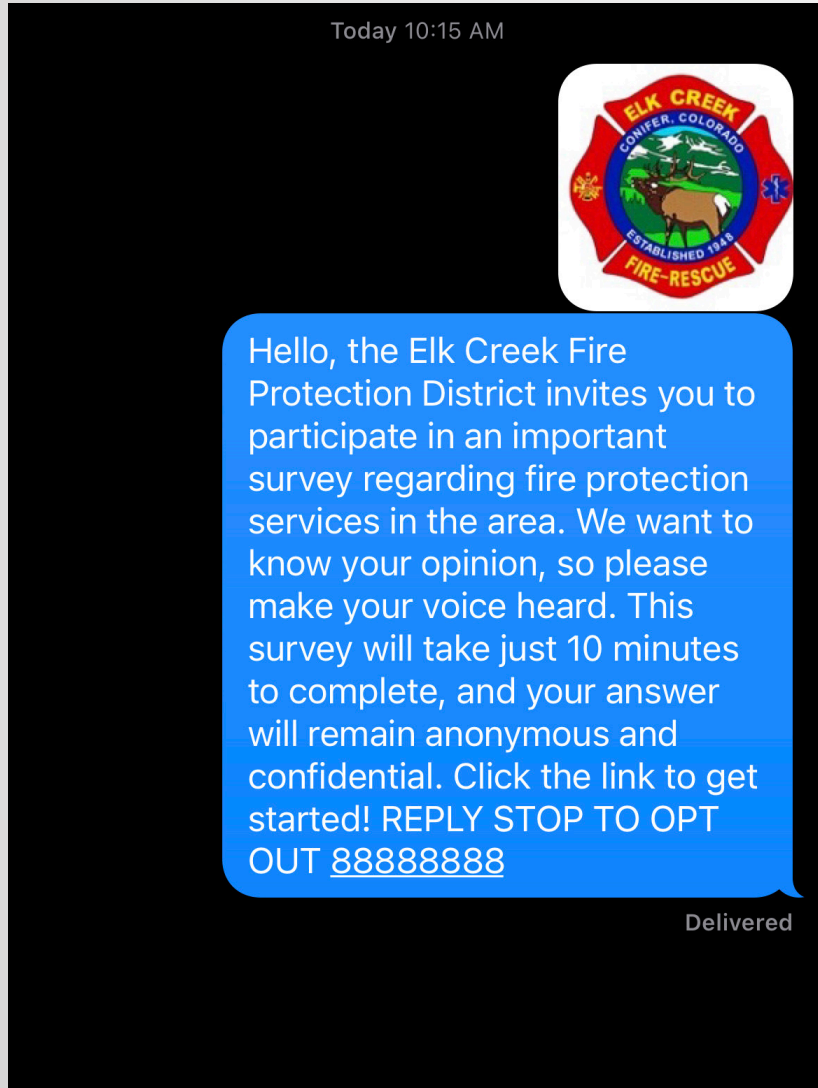 Today 10:15 AM
ELK CREEK
CONIFER, COLORADO
ESTABLISHED 1948
FIRE-RESCUE
Hello, the Elk Creek Fire
Protection District invites you to
participate in an important
survey regarding fire protection
services in the area. We want to
know your opinion, so please
make your voice heard. This
survey will take just 10 minutes
to complete, and your answer
will remain anonymous and
confidential. Click the link to get
started! REPLY STOP TO OPT
OUT 88888888
Delivered